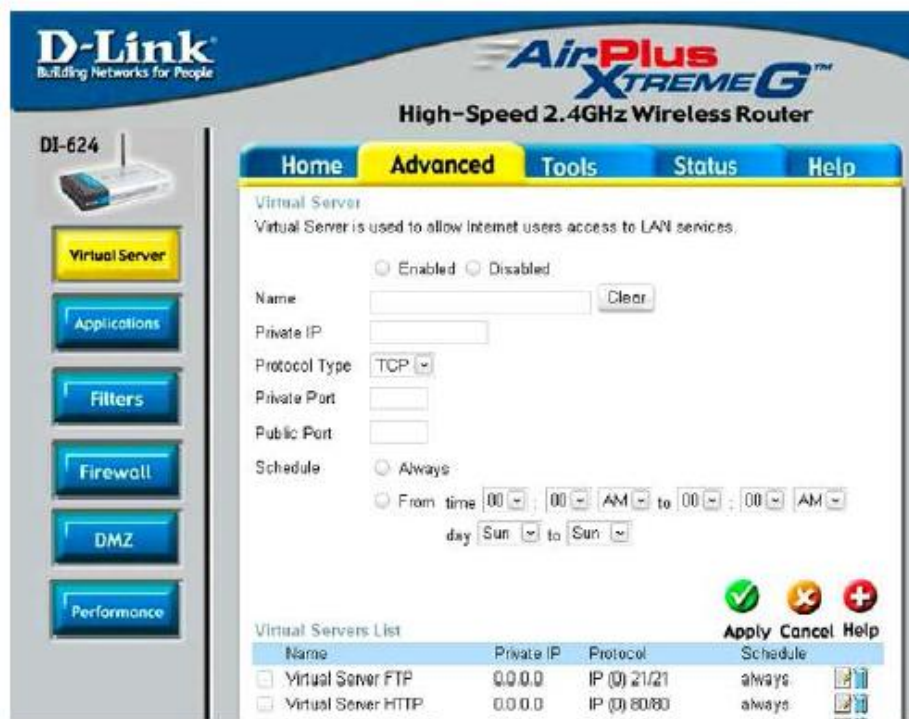 D-Link
Building Networks for People
AirPlus
XTREME G™
High-Speed 2.4GHz Wireless Router
DI-624
Home Advanced Tools Status Help
Virtual Server
Applications
Filters
Firewall
DMZ
Performance
Virtual Server
Virtual Server is used to allow Internet users access to LAN services.
Enabled Disabled
Name Clear
Private IP
Protocol Type TCP
Private Port
Public Port
Schedule Always
From time 00 : 00 AM to 00 : 00 AM
day Sun to Sun
Apply Cancel Help
Virtual Servers List
Name Private IP Protocol Schedule
Virtual Server FTP 0.0.0.0 IP (0) 21/21 always
Virtual Server HTTP 0.0.0.0 IP (0) 80/80 always